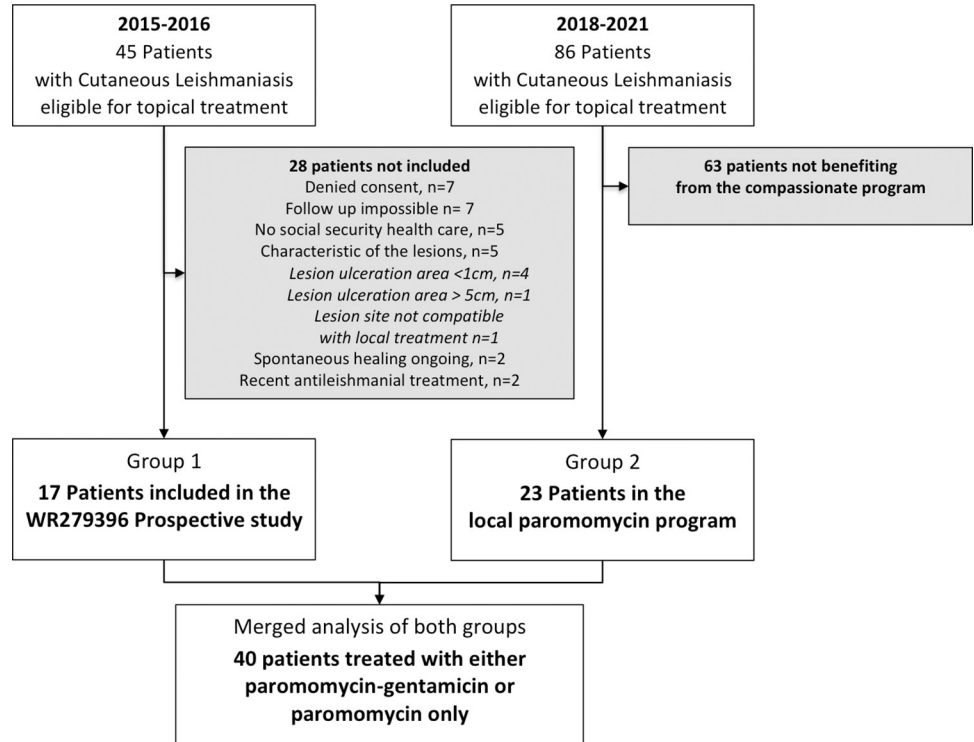 2015-2016
45 Patients
with Cutaneous Leishmaniasis
eligible for topical treatment
2018-2021
86 Patients
with Cutaneous Leishmaniasis
eligible for topical treatment
28 patients not included
Denied consent, n=7
Follow up impossible n= 7
No social security health care, n=5
Characteristic of the lesions, n=5
Lesion ulceration area <1cm, n=4
Lesion ulceration area > 5cm, n=1
Lesion site not compatible
with local treatment n=1
Spontaneous healing ongoing, n=2
Recent antileishmanial treatment, n=2
63 patients not benefiting
from the compassionate program
Group 1
17 Patients included in the
WR279396 Prospective study
Group 2
23 Patients in the
local paromomycin program
Merged analysis of both groups
40 patients treated with either
paromomycin-gentamicin or
paromomycin only